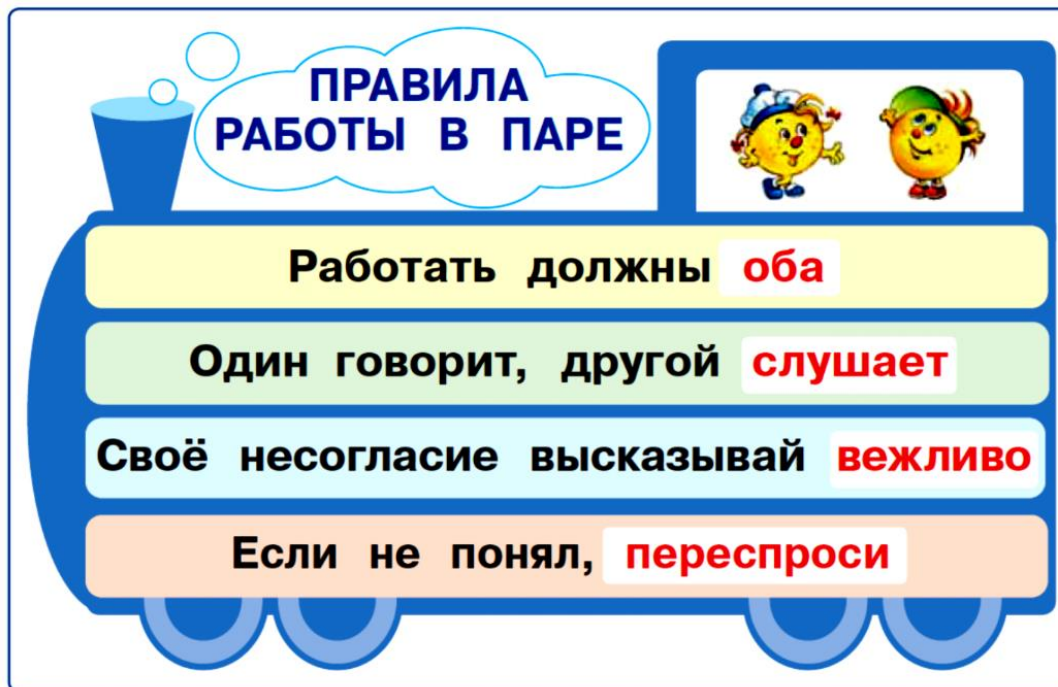 ПРАВИЛА
РАБОТЫ В ПАРЕ
Работать должны оба
Один говорит, другой слушает
Своё несогласие высказывай вежливо
Если не понял, переспроси